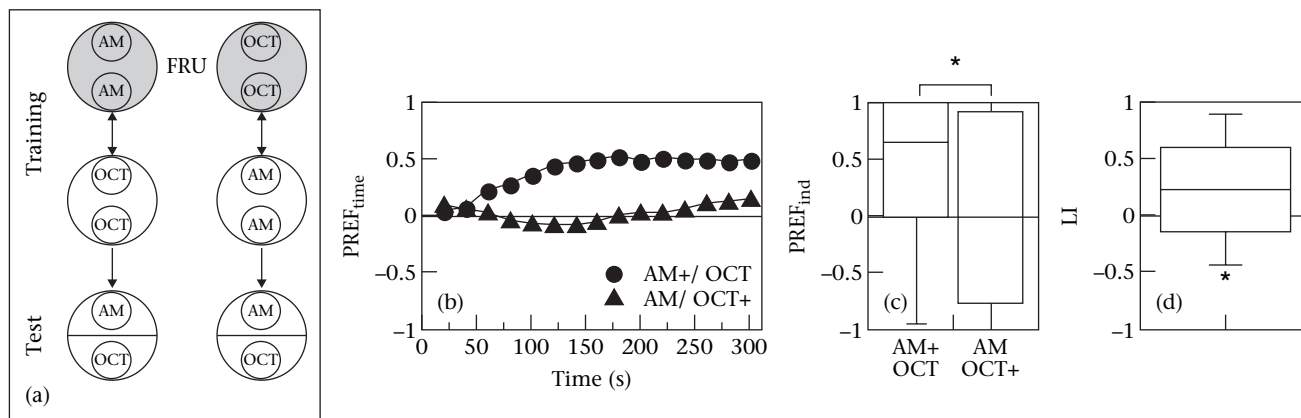 Training
Test
AM
AM
FRU
OCT
OCT
OCT
OCT
AM
AM
AM
OCT
AM
OCT
(a)
PREFtime
1
0.5
0
−0.5
−1
AM+/ OCT
AM/ OCT+
(b)
0 50 100 150 200 250 300
Time (s)
PREFind
*
1
0.5
0
−0.5
−1
(c)
AM+
OCT
AM
OCT+
LI
1
0.5
0
−0.5
−1
*
(d)